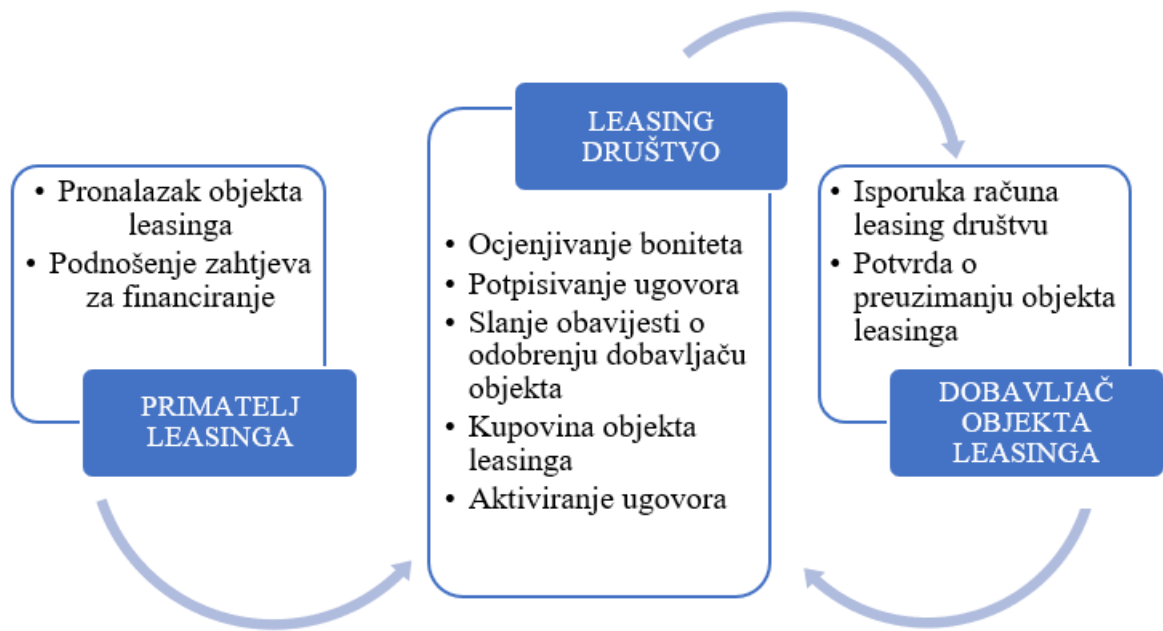 • Pronalazak objekta
leasinga
• Podnošenje zahtjeva
za financiranje
PRIMATELJ
LEASINGA
LEASING
DRUŠTVO
• Ocjenjivanje boniteta
• Potpisivanje ugovora
• Slanje obavijesti o
odobrenju dobavljaču
objekta
• Kupovina objekta
leasinga
• Aktiviranje ugovora
• Isporuka računa
leasing društvu
• Potvrda o
preuzimanju objekta
leasinga
DOBAVLJAČ
OBJEKTA
LEASINGA